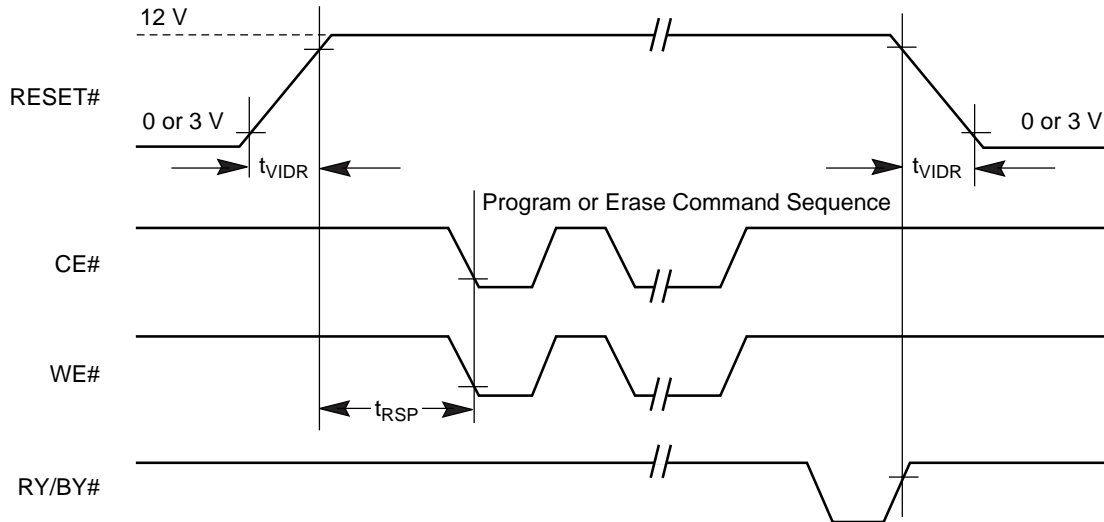 12 V
RESET#
0 or 3 V
0 or 3 V
tVIDR
tVIDR
Program or Erase Command Sequence
CE#
WE#
tRSP
RY/BY#